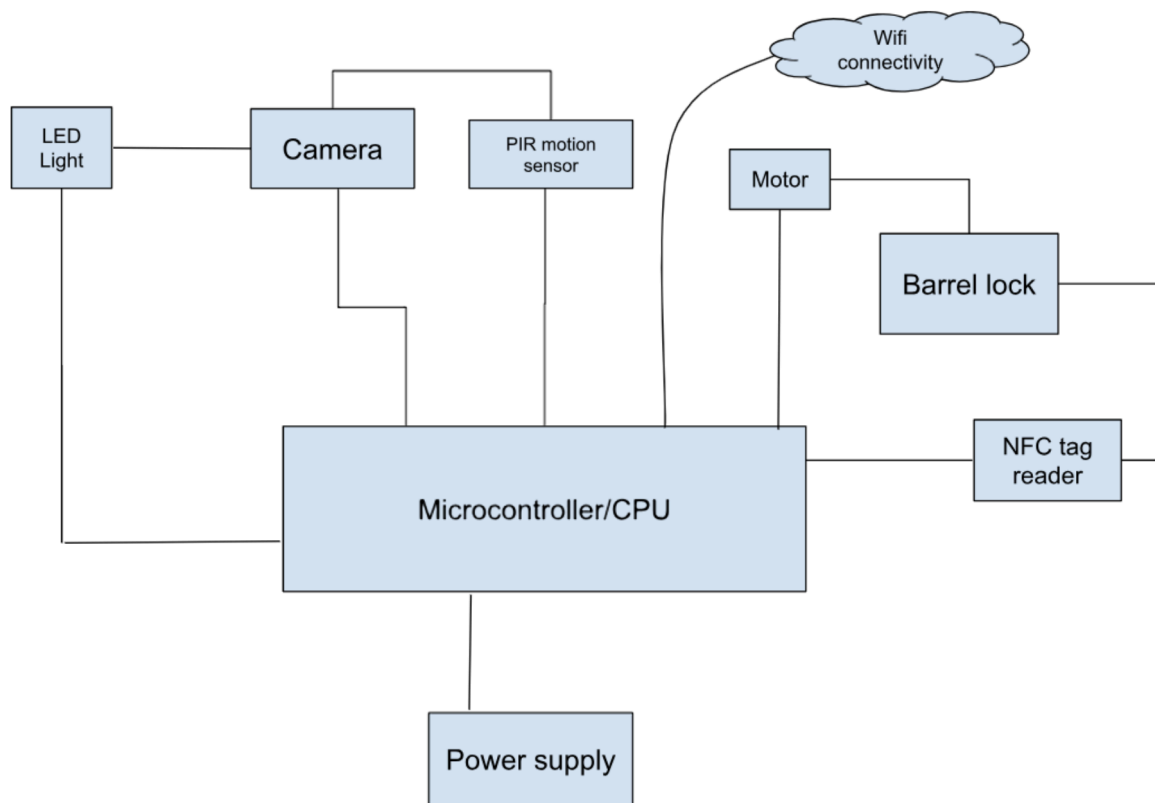 Wifi
connectivity
LED
Light
Camera
PIR motion
sensor
Motor
Barrel lock
NFC tag
reader
Microcontroller/CPU
Power supply